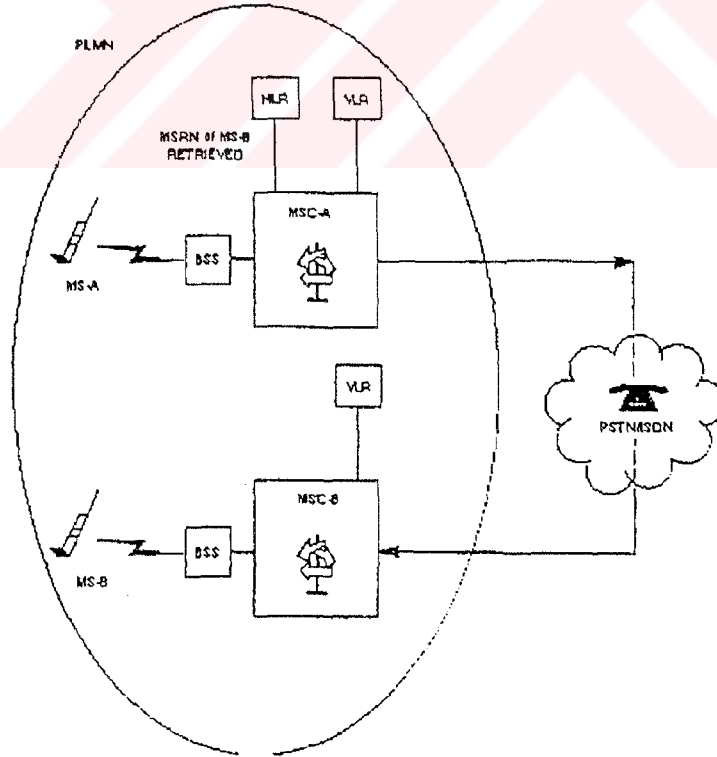 PLMN
HLR
VLR
MSRN of MS-B
RETRIEVED
MSC-A
BSS
MS-A
VLR
PSTN/ISDN
MSC-B
BSS
MS-B